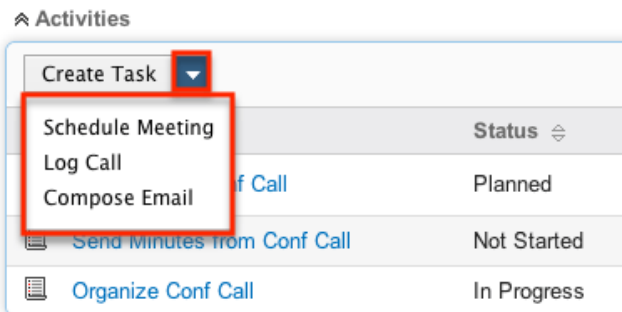 Activities
Create Task
Schedule Meeting
Log Call
Compose Email
Status
Call
Planned
Send Minutes from Conf Call
Not Started
Organize Conf Call
In Progress